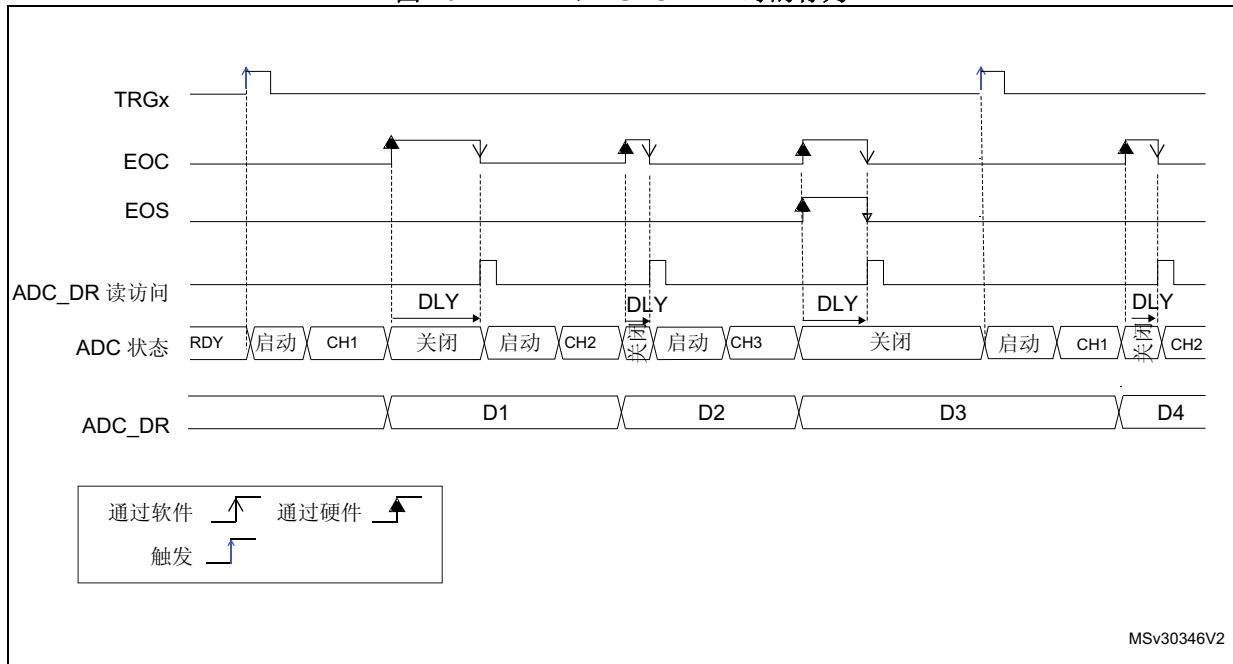 TRGx
EOC
EOS
ADC_DR 读访问
DLY DLY DLY DLY
ADC 状态 RDY 启动 CH1 关闭 启动 CH2 关闭 启动 CH3 关闭 启动 CH1 关闭 CH2
ADC_DR D1 D2 D3 D4
通过软件 通过硬件
触发
MSv30346V2